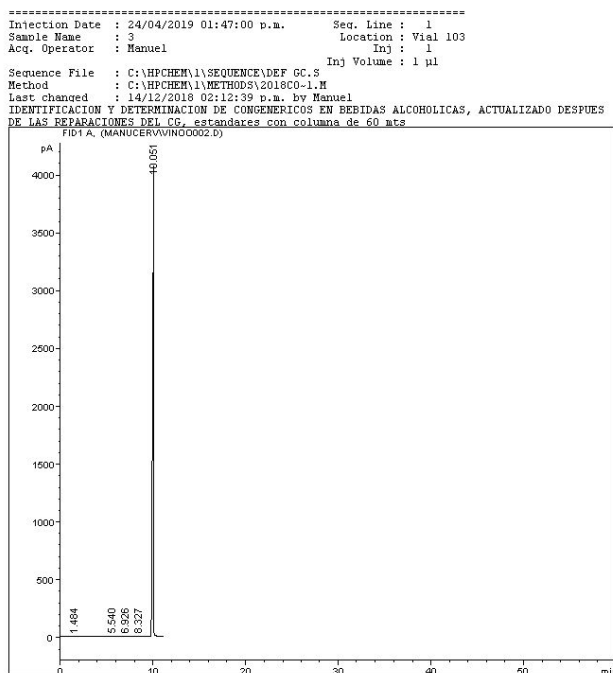 ==================================================================
Injection Date : 24/04/2019 01:47:00 p.m. Seq. Line : 1
Sample Name : 3 Location : Vial 103
Acq. Operator : Manuel Inj : 1
Inj Volume : 1 µl
Sequence File : C:\HPCHEM\1\SEQUENCE\DEF GC.S
Method : C:\HPCHEM\1\METHODS\2018CO~1.M
Last changed : 14/12/2018 02:12:39 p.m. by Manuel
IDENTIFICACION Y DETERMINACION DE CONGENERICOS EN BEBIDAS ALCOHOLICAS, ACTUALIZADO DESPUES
DE LAS REPARACIONES DEL CG, estandares con columna de 60 mts
FID1 A, (MANUCERV\VINO0002.D)
pA
10.051
4000
3500
3000
2500
2000
1500
1000
500
1.484
5.540
6.926
8.327
0
0 10 20 30 40 50